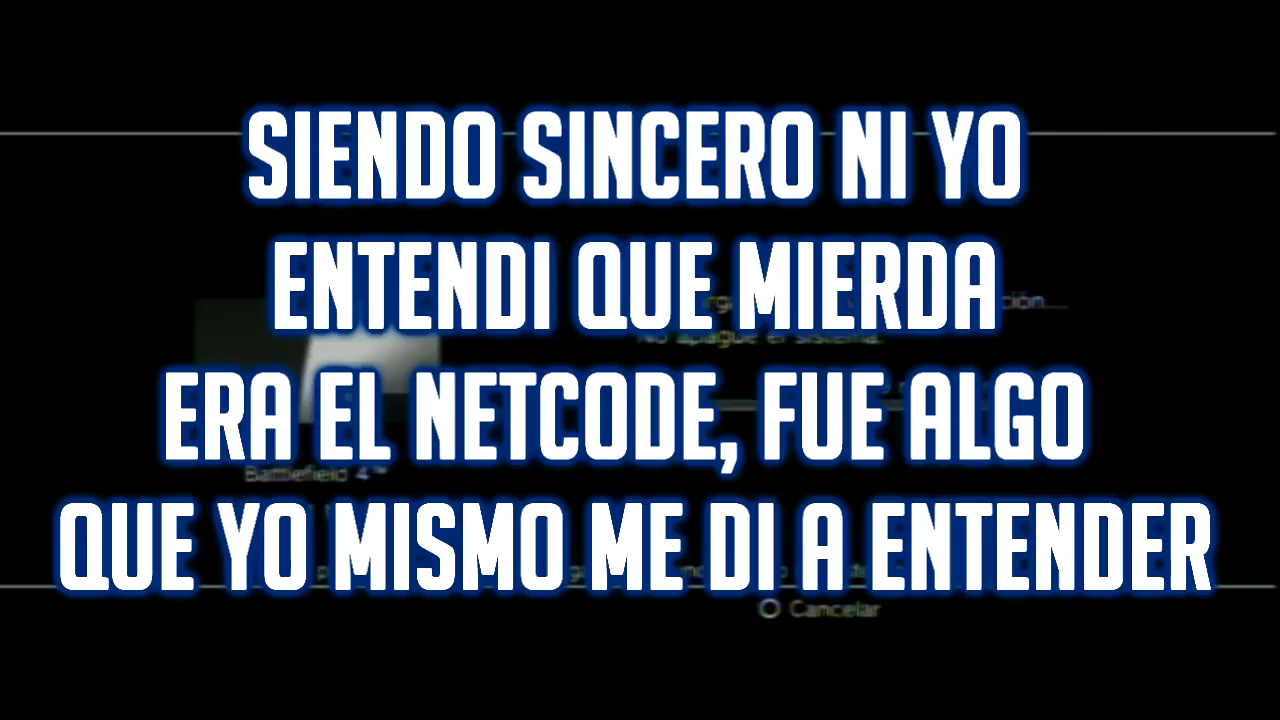 SIENDO SINCERO NI YO
ENTENDI QUE MIERDA
ERA EL NETCODE, FUE ALGO
QUE YO MISMO ME DI A ENTENDER
No apague el sistema.
Battlefield 4™
Cancelar